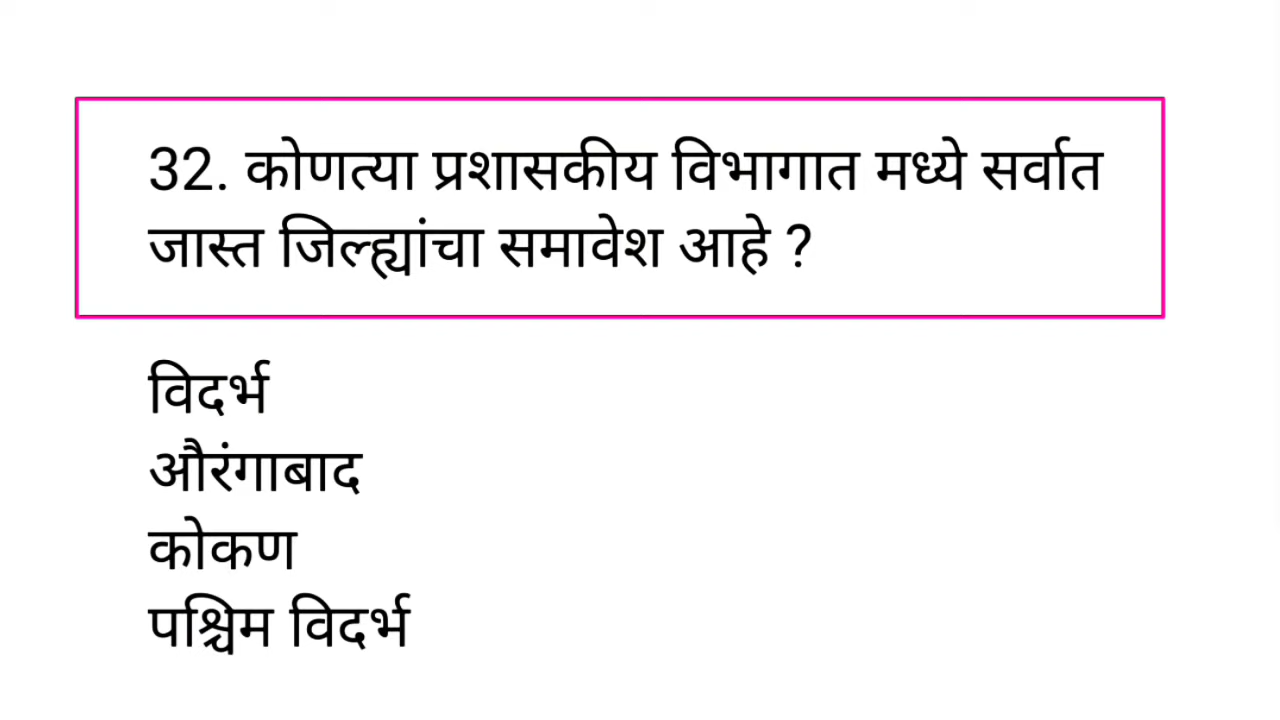 32. कोणत्या प्रशासकीय विभागात मध्ये सर्वात
जास्त जिल्ह्यांचा समावेश आहे ?
विदर्भ
औरंगाबाद
कोकण
पश्चिम विदर्भ